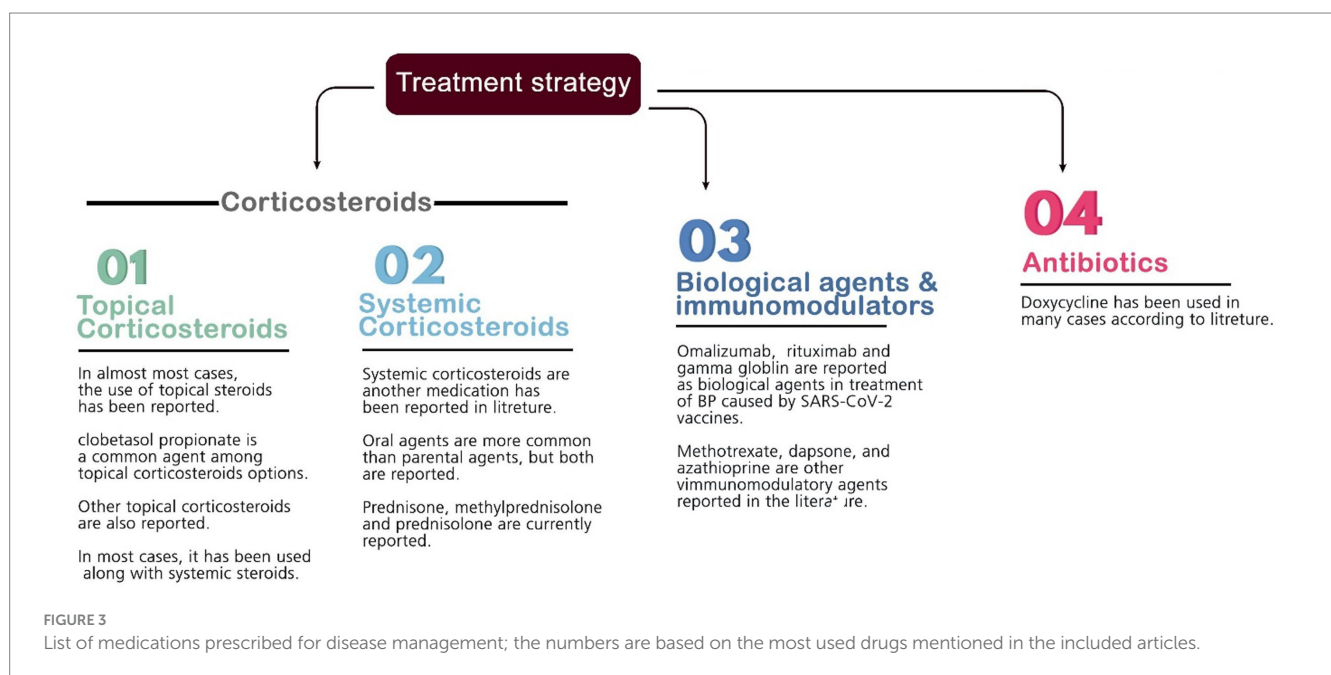 Treatment strategy
Corticosteroids
01
Topical
Corticosteroids
In almost most cases,
the use of topical steroids
has been reported.
clobetasol propionate is
a common agent among
topical corticosteroids options.
Other topical corticosteroids
are also reported.
In most cases, it has been used
along with systemic steroids.
02
Systemic
Corticosteroids
Systemic corticosteroids are
another medication has
been reported in litreture.
Oral agents are more common
than parental agents, but both
are reported.
Prednisone, methylprednisolone
and prednisolone are currently
reported.
03
Biological agents &
immunomodulators
Omalizumab, rituximab and
gamma globlin are reported
as biological agents in treatment
of BP caused by SARS-CoV-2
vaccines.
Methotrexate, dapsone, and
azathioprine are other
vimmunomodulatory agents
reported in the
04
Antibiotics
Doxycycline has been used in
many cases according to litreture.
FIGURE 3
List of medications prescribed for disease management; the numbers are based on the most used drugs mentioned in the included articles.